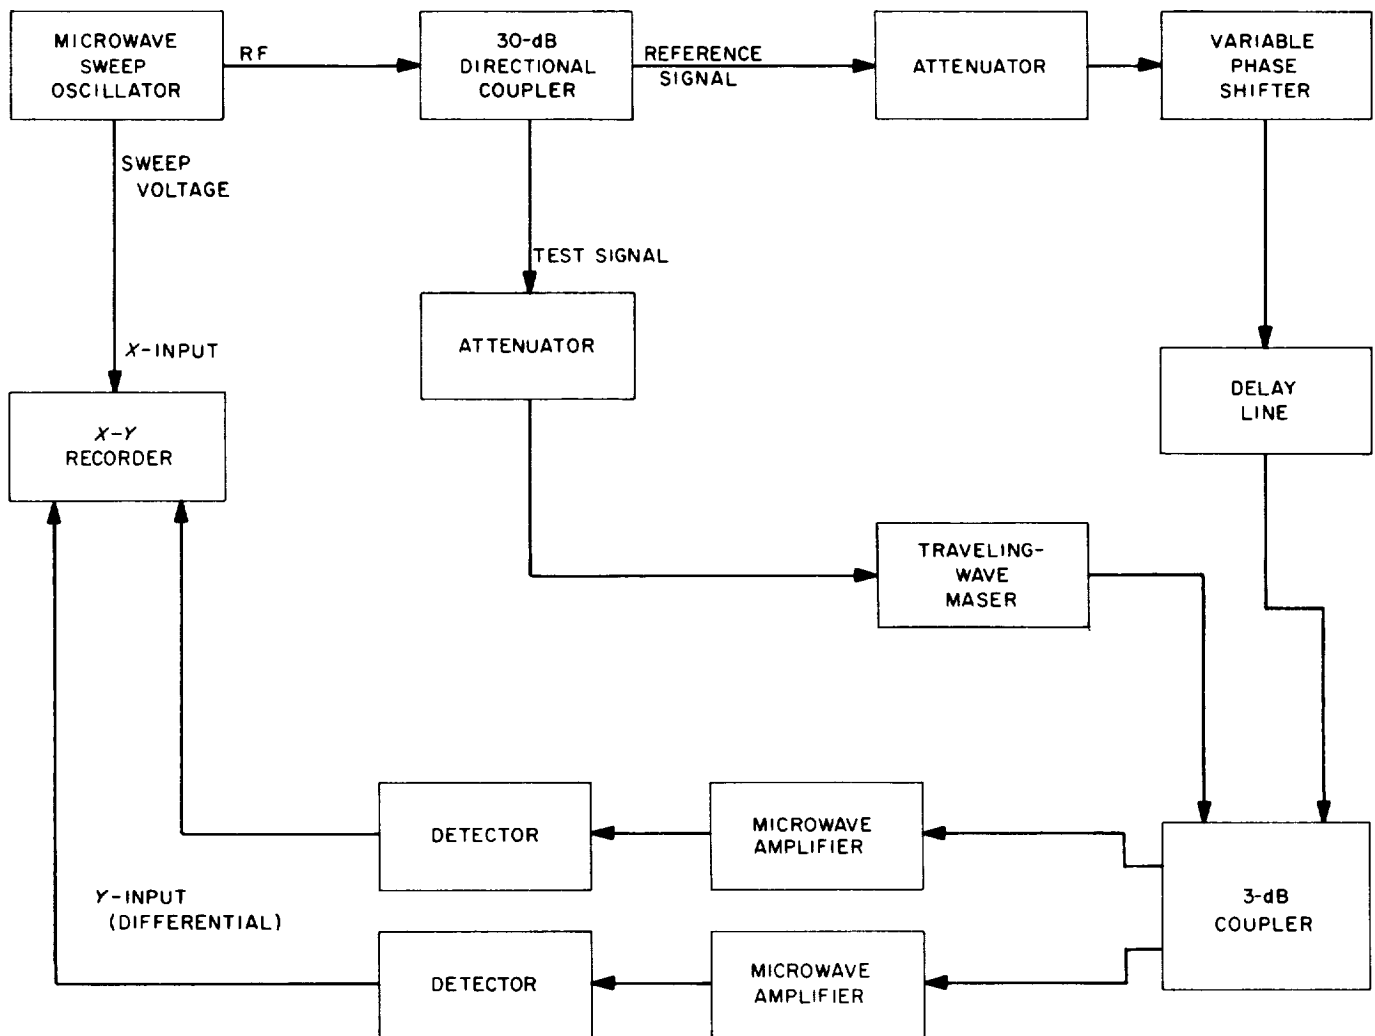 MICROWAVE
SWEEP
OSCILLATOR
RF
30-dB
DIRECTIONAL
COUPLER
REFERENCE
SIGNAL
ATTENUATOR
VARIABLE
PHASE
SHIFTER
SWEEP
VOLTAGE
TEST SIGNAL
X-INPUT
ATTENUATOR
DELAY
LINE
X-Y
RECORDER
TRAVELING-
WAVE
MASER
DETECTOR
MICROWAVE
AMPLIFIER
Y-INPUT
(DIFFERENTIAL)
3-dB
COUPLER
DETECTOR
MICROWAVE
AMPLIFIER